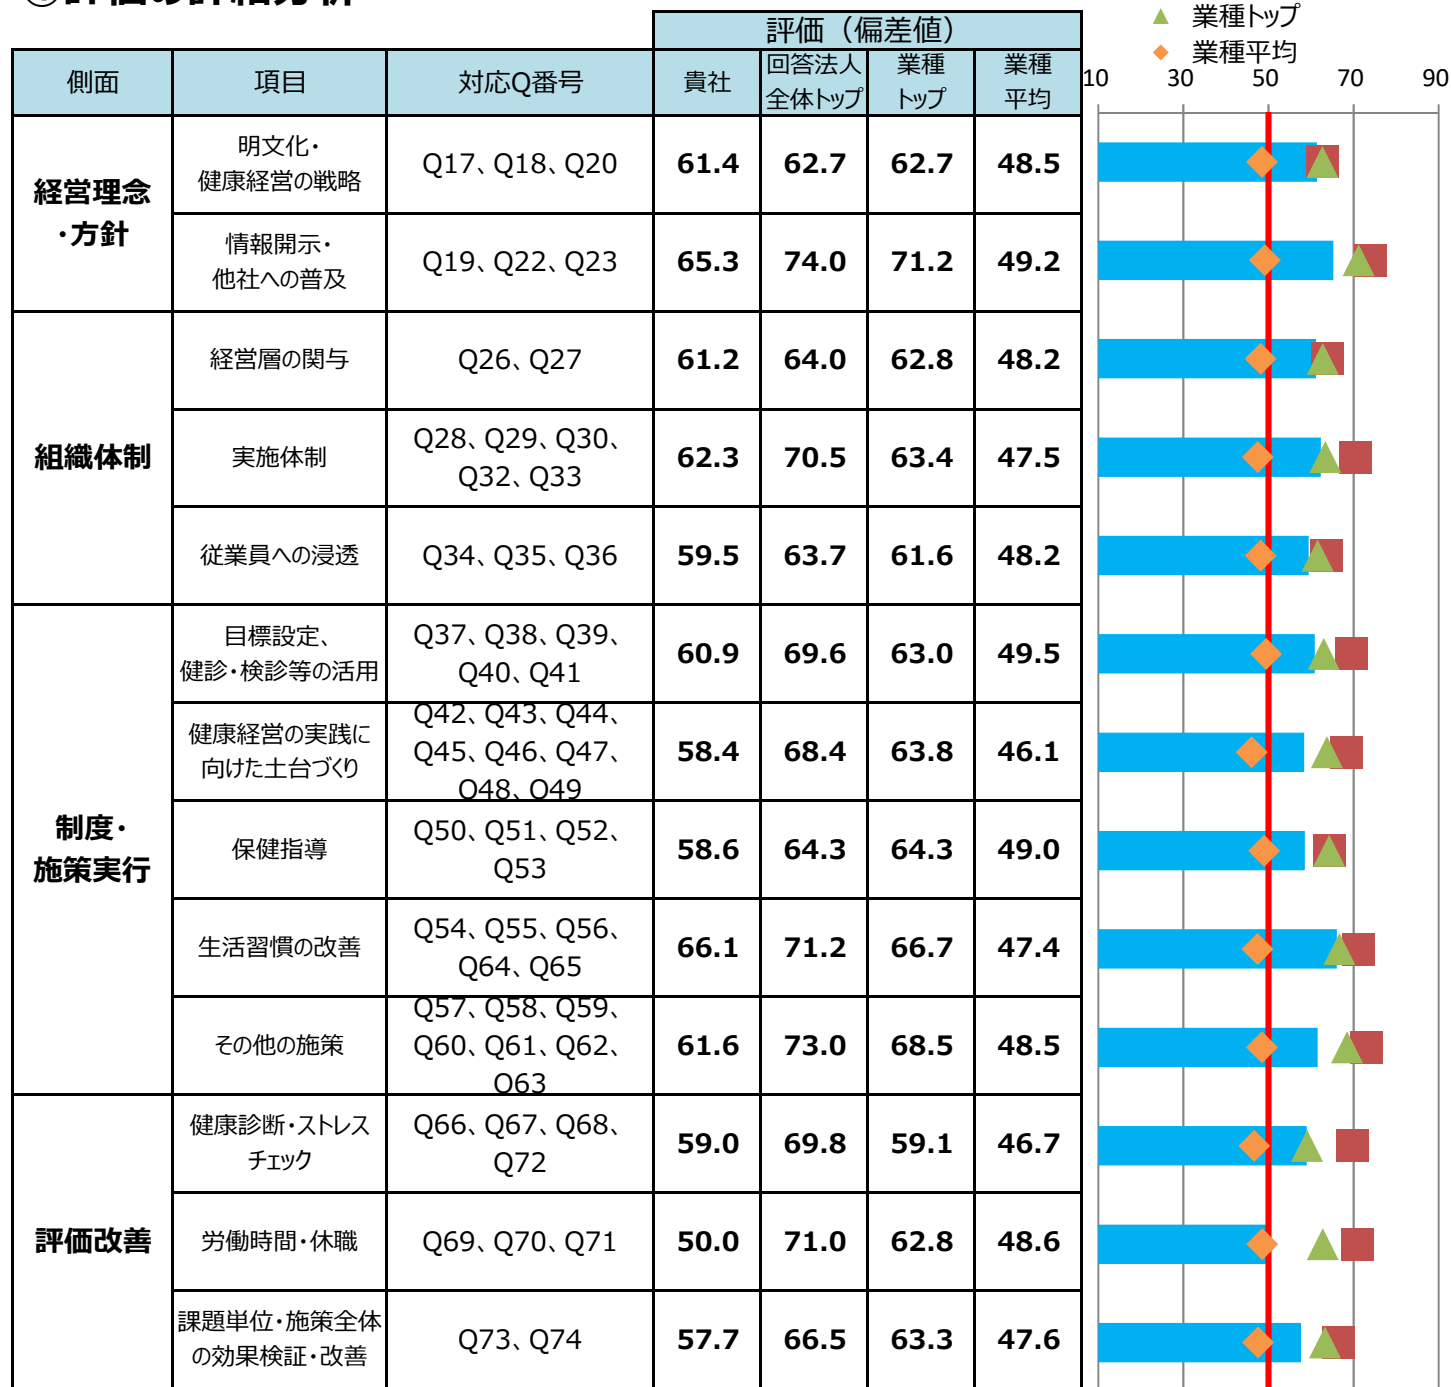 評価の詳細分析
▲ 業種トップ
◆ 業種平均
評価（偏差値）
側面 項目 対応Q番号 貴社 回答法人全体トップ 業種トップ 業種平均
10 30 50 70 90
経営理念・方針
明文化・健康経営の戦略 Q17、Q18、Q20 61.4 62.7 62.7 48.5
情報開示・他社への普及 Q19、Q22、Q23 65.3 74.0 71.2 49.2
組織体制
経営層の関与 Q26、Q27 61.2 64.0 62.8 48.2
実施体制 Q28、Q29、Q30、Q32、Q33 62.3 70.5 63.4 47.5
従業員への浸透 Q34、Q35、Q36 59.5 63.7 61.6 48.2
制度・施策実行
目標設定、健診・検診等の活用 Q37、Q38、Q39、Q40、Q41 60.9 69.6 63.0 49.5
健康経営の実践に向けた土台づくり Q42、Q43、Q44、Q45、Q46、Q47、Q48、Q49 58.4 68.4 63.8 46.1
保健指導 Q50、Q51、Q52、Q53 58.6 64.3 64.3 49.0
生活習慣の改善 Q54、Q55、Q56、Q64、Q65 66.1 71.2 66.7 47.4
その他の施策 Q57、Q58、Q59、Q60、Q61、Q62、Q63 61.6 73.0 68.5 48.5
評価改善
健康診断・ストレスチェック Q66、Q67、Q68、Q72 59.0 69.8 59.1 46.7
労働時間・休職 Q69、Q70、Q71 50.0 71.0 62.8 48.6
課題単位・施策全体の効果検証・改善 Q73、Q74 57.7 66.5 63.3 47.6